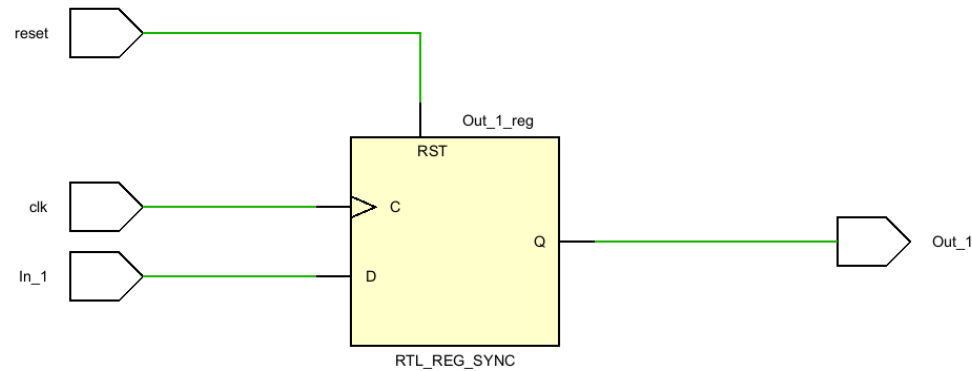 reset
Out_1_reg
RST
clk
C
Q
Out_1
In_1
D
RTL_REG_SYNC